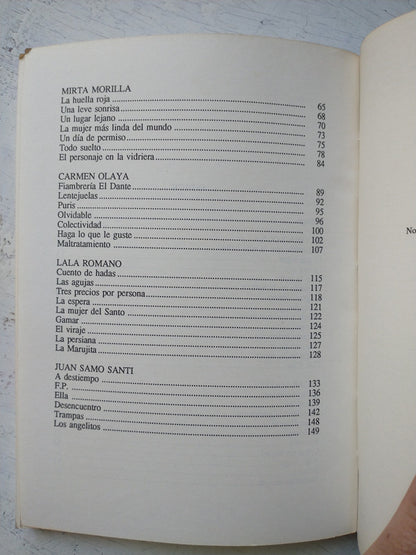 MIRTA MORILLA
La huella roja 65
Una leve sonrisa 68
Un lugar lejano 70
La mujer más linda del mundo 73
Un día de permiso 75
Todo suelto 78
El personaje en la vidriera 84
CARMEN OLAYA
Fiambrería El Dante 89
Lentejuelas 92
Puris 95
Olvidable 96
Colectividad 100
Haga lo que le guste 102
Maltratamiento 107
LALA ROMANO
Cuento de hadas 115
Las agujas 117
Tres precios por persona 118
La espera 121
La mujer del Santo 122
Gamar 124
El viraje 125
La persiana 127
La Marujita 128
JUAN SAMO SANTI
A destiempo 133
F.P. 136
Ella 139
Desencuentro 142
Trampas 148
Los angelitos 149
No